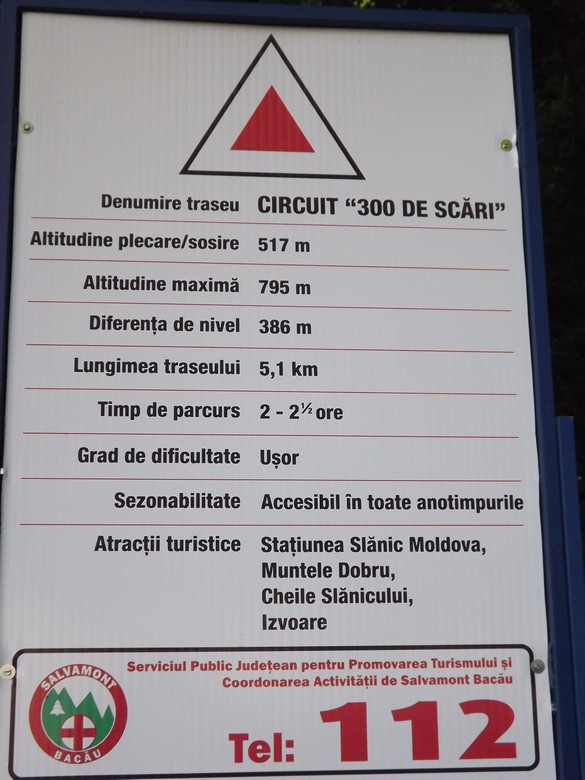 Denumire traseu CIRCUIT “300 DE SCĂRI”
Altitudine plecare/sosire 517 m
Altitudine maximă 795 m
Diferența de nivel 386 m
Lungimea traseului 5,1 km
Timp de parcurs 2 - 2½ ore
Grad de dificultate Ușor
Sezonabilitate Accesibil în toate anotimpurile
Atracții turistice Stațiunea Slănic Moldova,
Muntele Dobru,
Cheile Slănicului,
Izvoare
SALVAMONT
BACĂU
Serviciul Public Județean pentru Promovarea Turismului și
Coordonarea Activității de Salvamont Bacău
Tel: 112